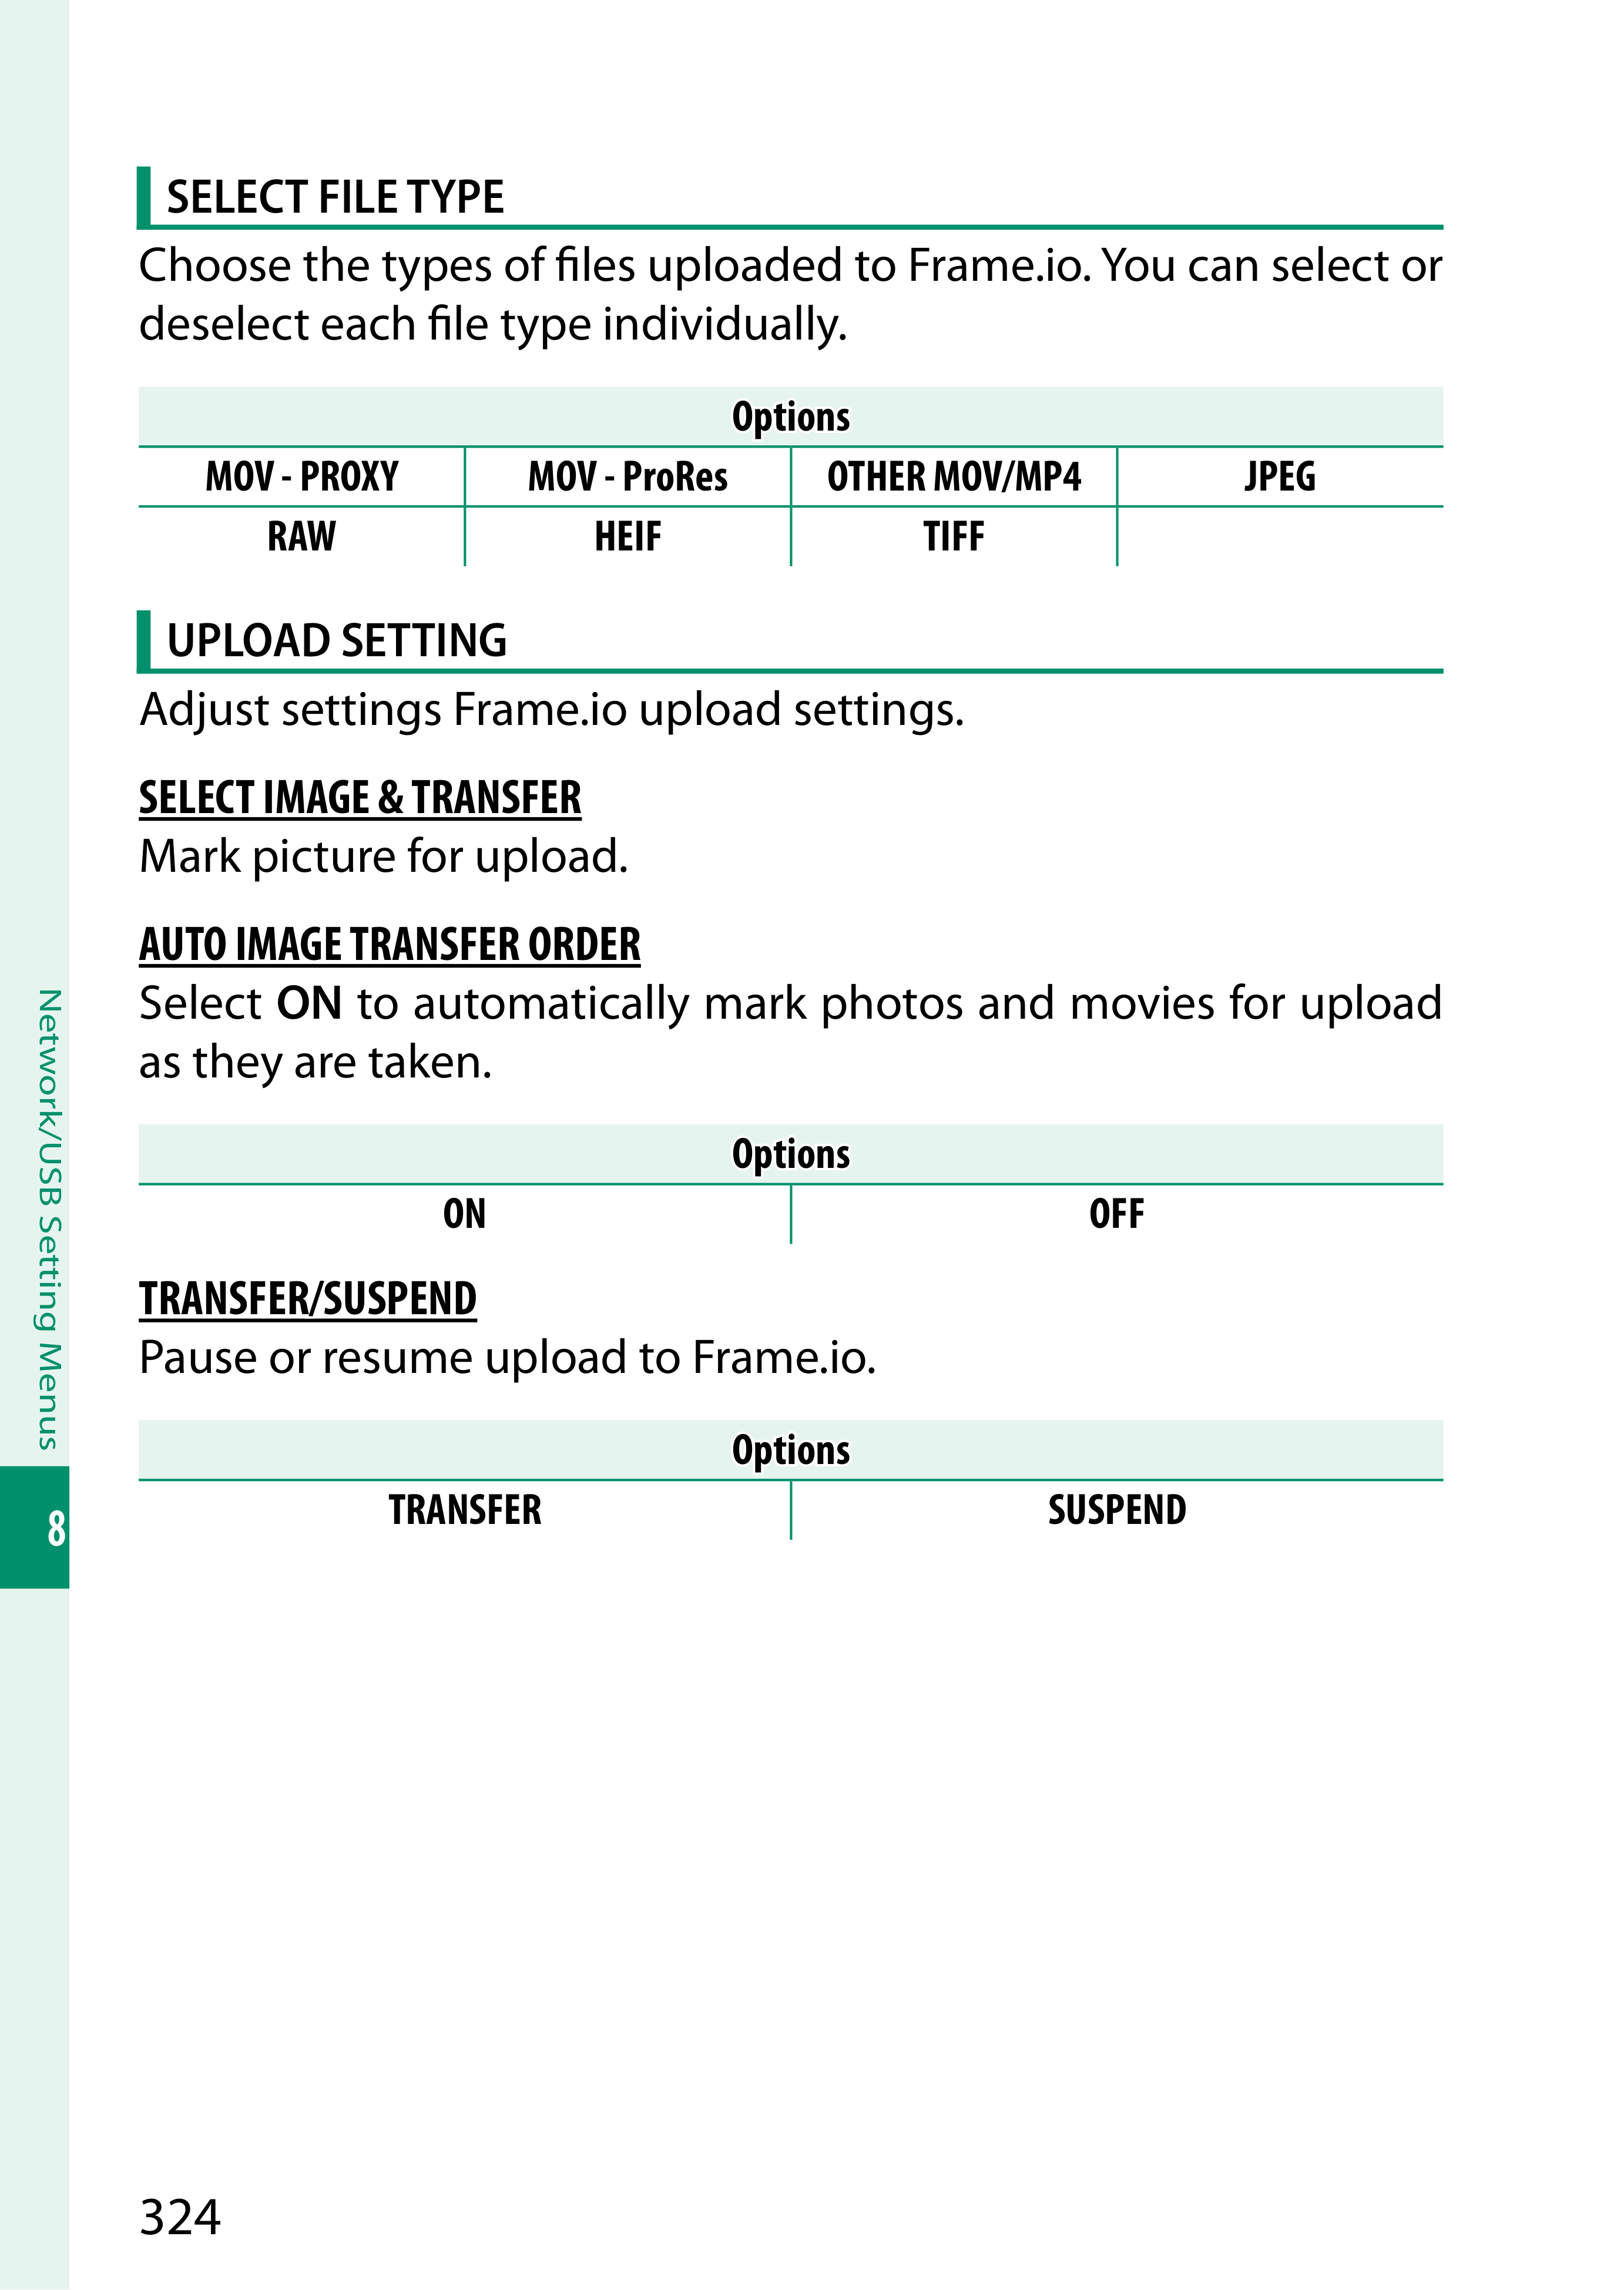 SELECT FILE TYPE
Choose the types of files uploaded to Frame.io. You can select or
deselect each file type individually.
Options
MOV - PROXY MOV - ProRes OTHER MOV/MP4 JPEG
RAW HEIF TIFF
UPLOAD SETTING
Adjust settings Frame.io upload settings.
SELECT IMAGE & TRANSFER
Mark picture for upload.
AUTO IMAGE TRANSFER ORDER
Select ON to automatically mark photos and movies for upload
as they are taken.
Options
ON OFF
TRANSFER/SUSPEND
Pause or resume upload to Frame.io.
Options
TRANSFER SUSPEND
Network/USB Setting Menus
8
324